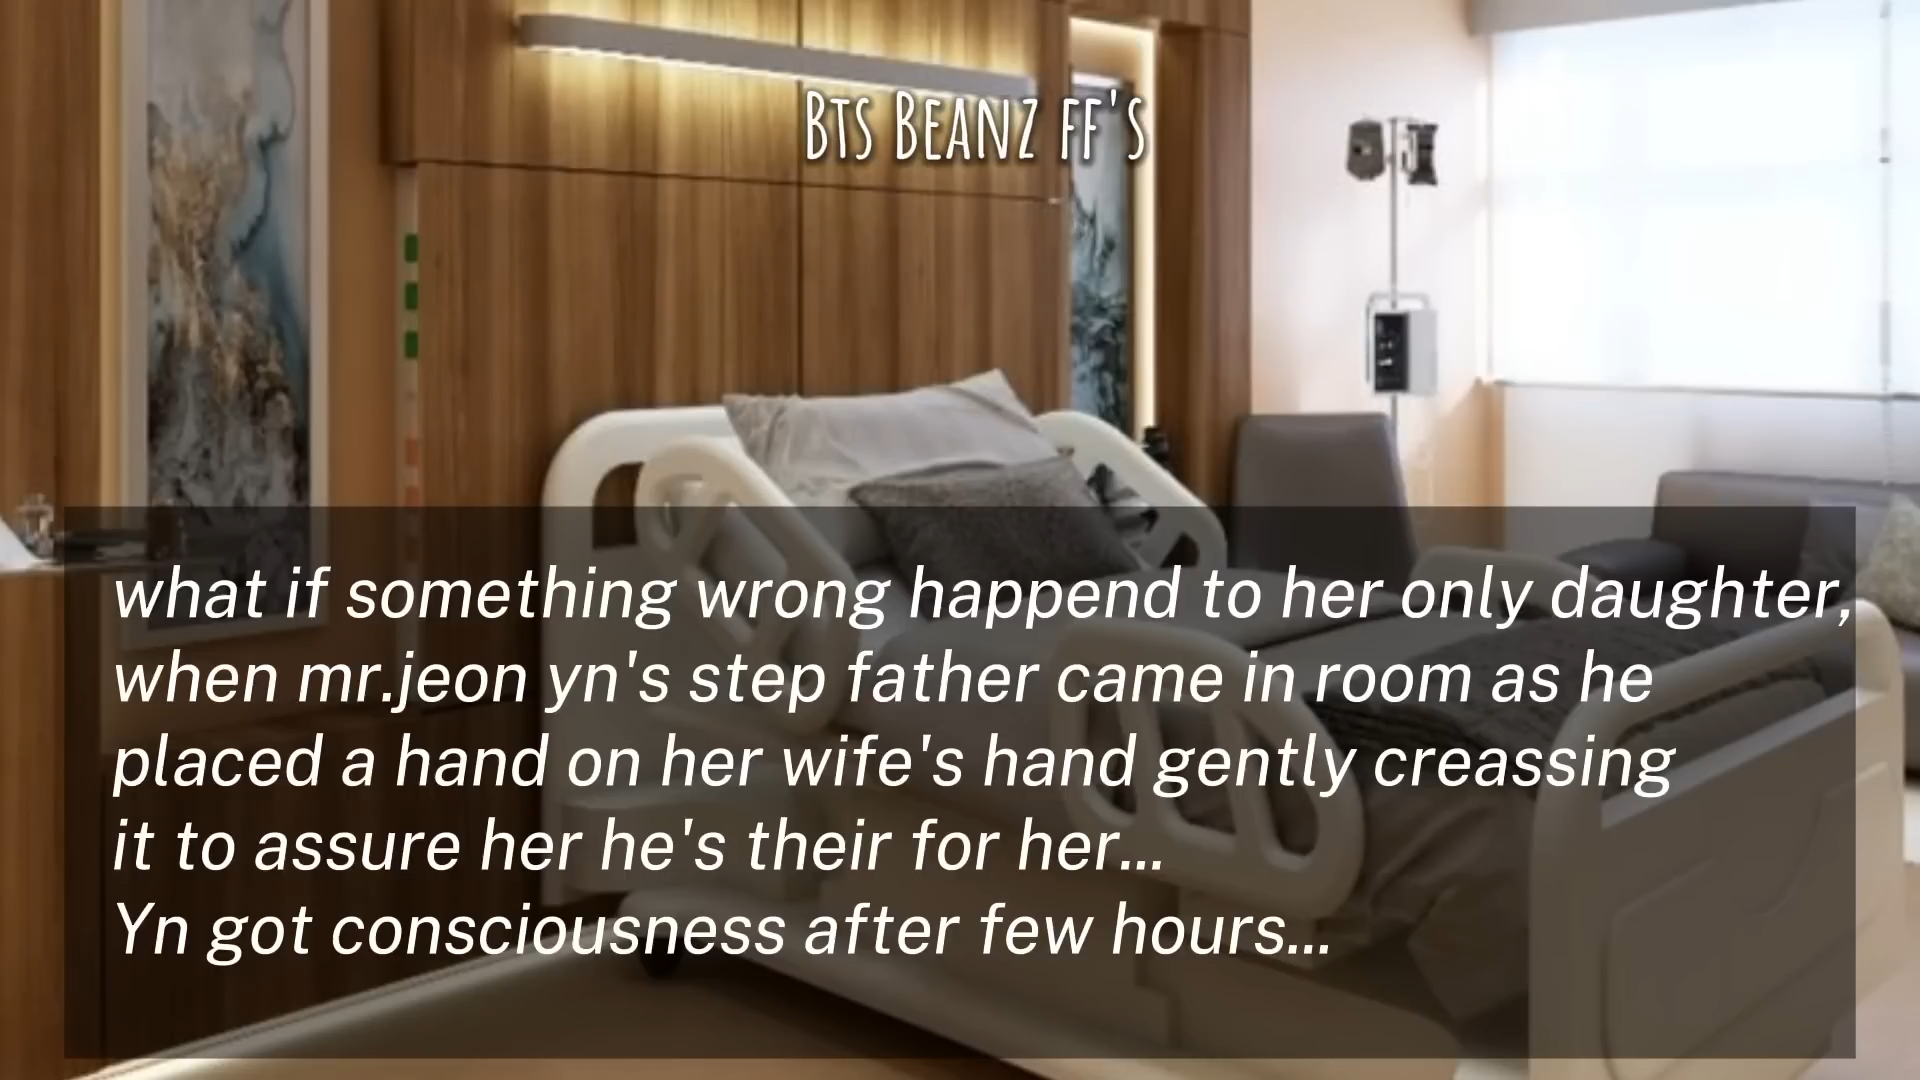 Bts Beanz ff's
what if something wrong happend to her only daughter,
when mr.jeon yn's step father came in room as he
placed a hand on her wife's hand gently creassing
it to assure her he's their for her...
Yn got consciousness after few hours...